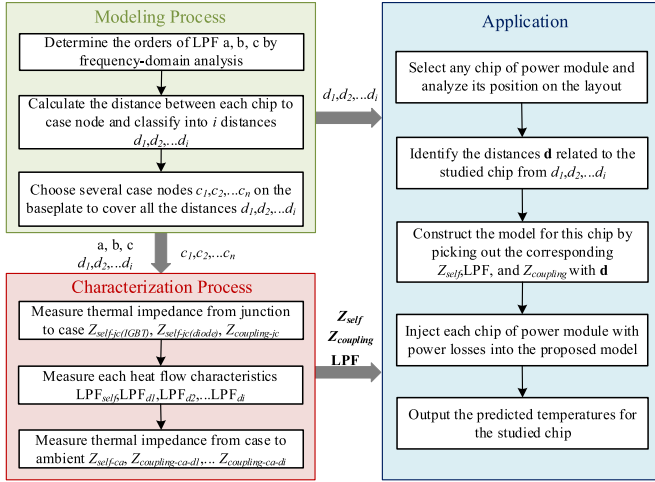 Modeling Process
Determine the orders of LPF a, b, c by
frequency-domain analysis
Calculate the distance between each chip to
case node and classify into i distances
d1,d2,...di
Choose several case nodes c1,c2,...cn on the
baseplate to cover all the distances d1,d2,...di
a, b, c
d1,d2,...di
c1,c2,...cn
Characterization Process
Measure thermal impedance from junction
to case Zself-jc(IGBT), Zself-jc(diode), Zcoupling-jc
Measure each heat flow characteristics
LPFself,LPFd1,LPFd2,...LPFdi
Measure thermal impedance from case to
ambient Zself-ca, Zcoupling-ca-d1,... Zcoupling-ca-di
d1,d2,...di
Zself
Zcoupling
LPF
Application
Select any chip of power module and
analyze its position on the layout
Identify the distances d related to the
studied chip from d1,d2,...di
Construct the model for this chip by
picking out the corresponding
Zself,LPF, and Zcoupling with d
Inject each chip of power module with
power losses into the proposed model
Output the predicted temperatures for
the studied chip